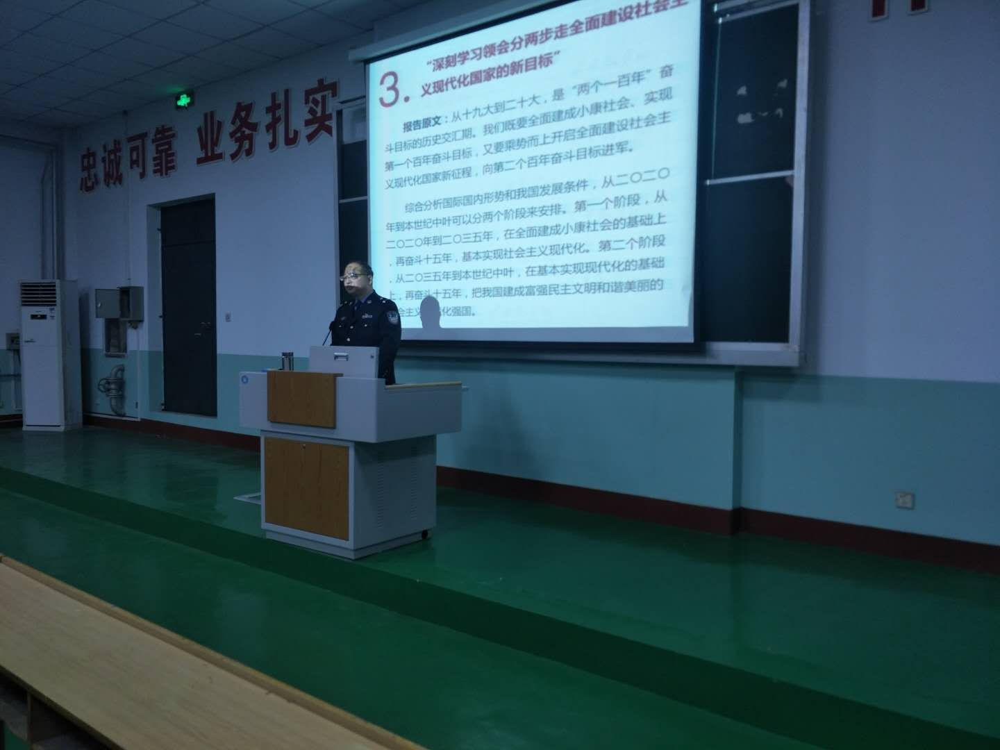 忠诚可靠 业务扎实
3.
“深刻学习领会分两步走全面建设社会主
义现代化国家的新目标”
报告原文：从十九大到二十大，是“两个一百年”奋
斗目标的历史交汇期。我们既要全面建成小康社会、实现
第一个百年奋斗目标，又要乘势而上开启全面建设社会主
义现代化国家新征程，向第二个百年奋斗目标进军。
综合分析国际国内形势和我国发展条件，从二〇二〇
年到本世纪中叶可以分两个阶段来安排。第一个阶段，从
二〇二〇年到二〇三五年，在全面建成小康社会的基础上
，再奋斗十五年，基本实现社会主义现代化。第二个阶段
，从二〇三五年到本世纪中叶，在基本实现现代化的基础
上，再奋斗十五年，把我国建成富强民主文明和谐美丽的
会主义 化强国。